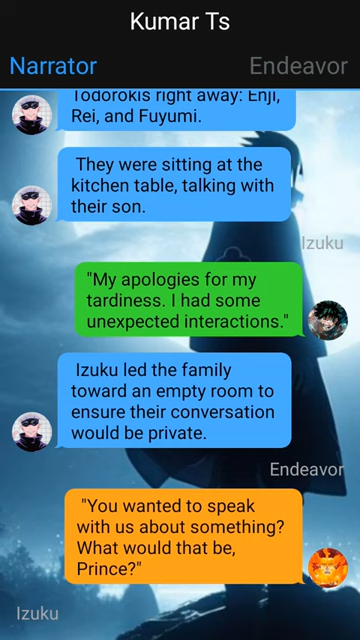 Kumar Ts
Narrator
Endeavor
Todorokis right away: Enji,
Rei, and Fuyumi.
They were sitting at the
kitchen table, talking with
their son.
Izuku
"My apologies for my
tardiness. I had some
unexpected interactions."
Izuku led the family
toward an empty room to
ensure their conversation
would be private.
Endeavor
"You wanted to speak
with us about something?
What would that be,
Prince?"
Izuku